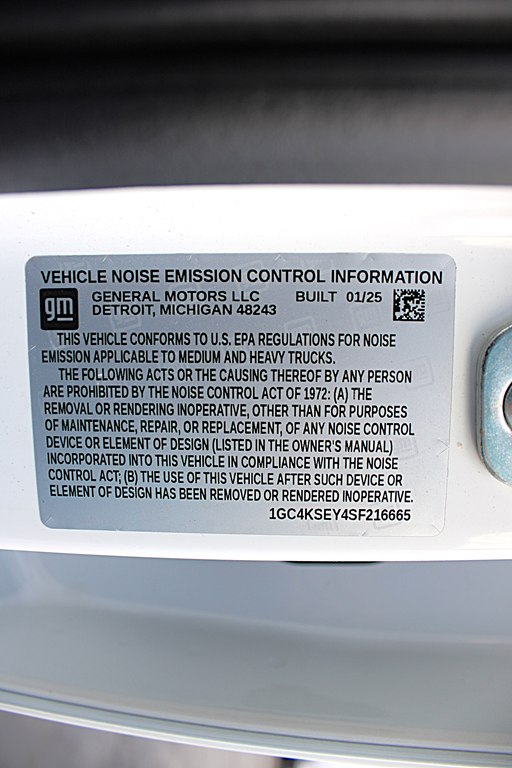 VEHICLE NOISE EMISSION CONTROL INFORMATION
gm GENERAL MOTORS LLC BUILT 01/25
DETROIT, MICHIGAN 48243
THIS VEHICLE CONFORMS TO U.S. EPA REGULATIONS FOR NOISE
EMISSION APPLICABLE TO MEDIUM AND HEAVY TRUCKS.
THE FOLLOWING ACTS OR THE CAUSING THEREOF BY ANY PERSON
ARE PROHIBITED BY THE NOISE CONTROL ACT OF 1972: (A) THE
REMOVAL OR RENDERING INOPERATIVE, OTHER THAN FOR PURPOSES
OF MAINTENANCE, REPAIR, OR REPLACEMENT, OF ANY NOISE CONTROL
DEVICE OR ELEMENT OF DESIGN (LISTED IN THE OWNER'S MANUAL)
INCORPORATED INTO THIS VEHICLE IN COMPLIANCE WITH THE NOISE
CONTROL ACT; (B) THE USE OF THIS VEHICLE AFTER SUCH DEVICE OR
ELEMENT OF DESIGN HAS BEEN REMOVED OR RENDERED INOPERATIVE.
1GC4KSEY4SF216665